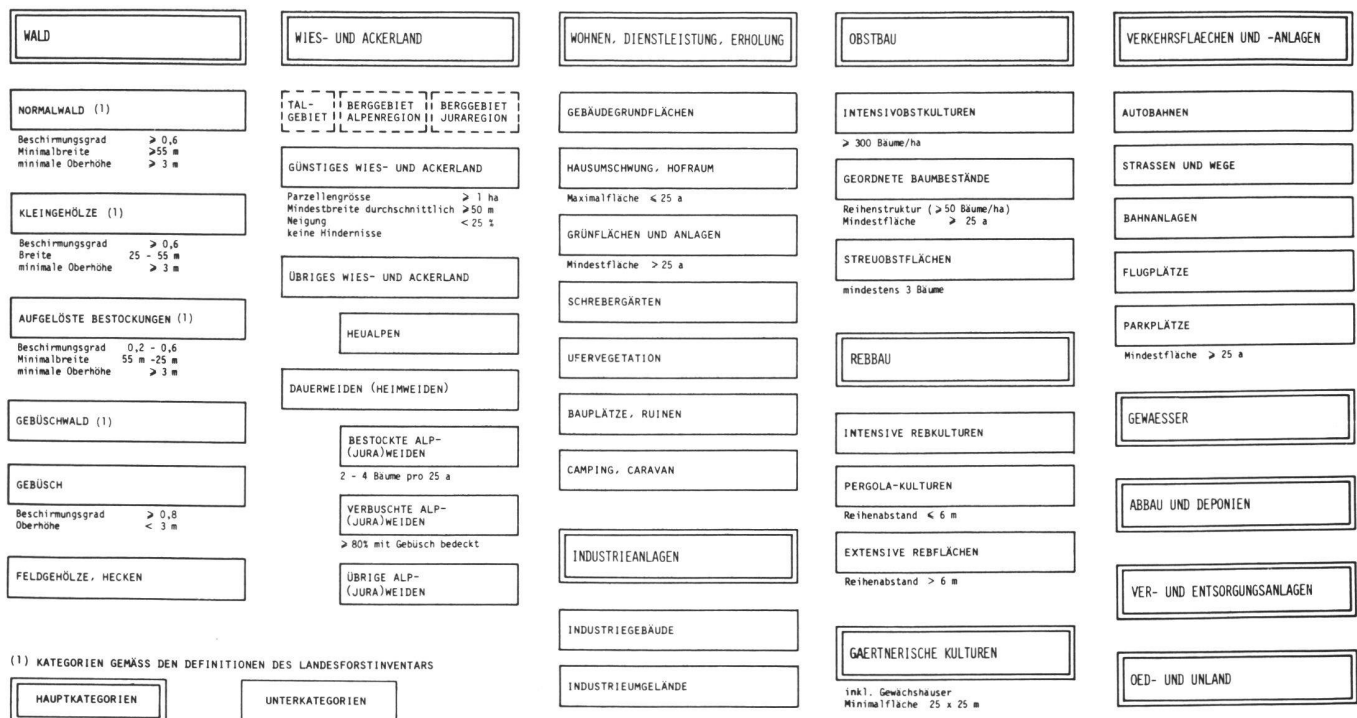 WALD
NORMALWALD (1)
Beschirmungsgrad ≥ 0,6
Minimalbreite ≥55 m
minimale Oberhöhe ≥ 3 m
KLEINGEHÖLZE (1)
Beschirmungsgrad ≥ 0,6
Breite 25 - 55 m
minimale Oberhöhe ≥ 3 m
AUFGELÖSTE BESTOCKUNGEN (1)
Beschirmungsgrad 0,2 - 0,6
Minimalbreite 55 m -25 m
minimale Oberhöhe ≥ 3 m
GEBÜSCHWALD (1)
GEBÜSCH
Beschirmungsgrad ≥ 0,8
Oberhöhe < 3 m
FELDGEHÖLZE, HECKEN
WIES- UND ACKERLAND
TAL-
GEBIET
BERGGEBIET
ALPENREGION
BERGGEBIET
JURAREGION
GÜNSTIGES WIES- UND ACKERLAND
Parzellengrösse ≥ 1 ha
Mindestbreite durchschnittlich ≥50 m
Neigung < 25 %
keine Hindernisse
ÜBRIGES WIES- UND ACKERLAND
HEUALPEN
DAUERWEIDEN (HEIMWEIDEN)
BESTOCKTE ALP-
(JURA)WEIDEN
2 - 4 Bäume pro 25 a
VERBUSCHTE ALP-
(JURA)WEIDEN
≥ 80% mit Gebüsch bedeckt
ÜBRIGE ALP-
(JURA)WEIDEN
WOHNEN, DIENSTLEISTUNG, ERHOLUNG
GEBÄUDEGRUNDFLÄCHEN
HAUSUMSCHWUNG, HOFRAUM
Maximalfläche ≤ 25 a
GRÜNFLÄCHEN UND ANLAGEN
Mindestfläche > 25 a
SCHREBERGÄRTEN
UFERVEGETATION
BAUPLÄTZE, RUINEN
CAMPING, CARAVAN
INDUSTRIEANLAGEN
INDUSTRIEGEBÄUDE
INDUSTRIEUMGELÄNDE
OBSTBAU
INTENSIVOBSTKULTUREN
≥ 300 Bäume/ha
GEORDNETE BAUMBESTÄNDE
Reihenstruktur (≥50 Bäume/ha)
Mindestfläche ≥ 25 a
STREUOBSTFLÄCHEN
mindestens 3 Bäume
REBBAU
INTENSIVE REBKULTUREN
PERGOLA-KULTUREN
Reihenabstand ≤ 6 m
EXTENSIVE REBFLÄCHEN
Reihenabstand > 6 m
GAERTNERISCHE KULTUREN
inkl. Gewächshäuser
Minimalfläche 25 x 25 m
VERKEHRSFLAECHEN UND -ANLAGEN
AUTOBAHNEN
STRASSEN UND WEGE
BAHNANLAGEN
FLUGPLÄTZE
PARKPLÄTZE
Mindestfläche ≥ 25 a
GEWAESSER
ABBAU UND DEPONIEN
VER- UND ENTSORGUNGSANLAGEN
OED- UND UNLAND
(1) KATEGORIEN GEMÄSS DEN DEFINITIONEN DES LANDESFORSTINVENTARS
HAUPTKATEGORIEN
UNTERKATEGORIEN